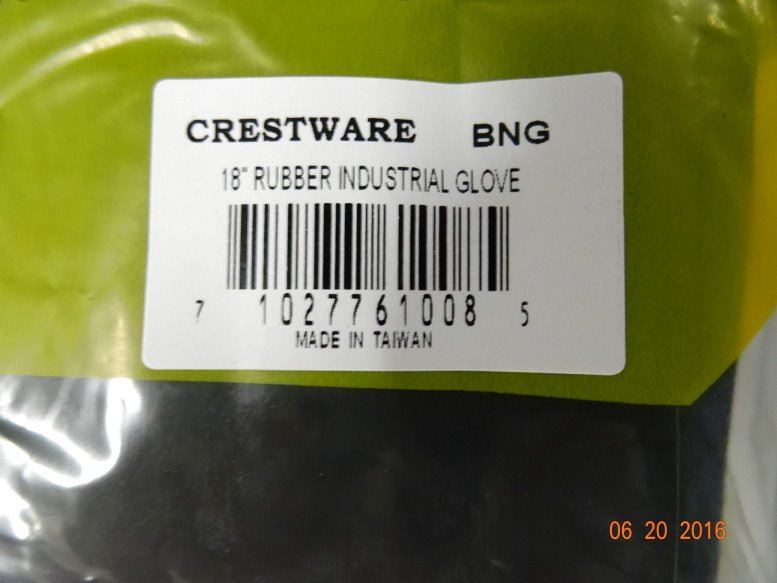 CRESTWARE BNG
18" RUBBER INDUSTRIAL GLOVE
7 1027761008 5
MADE IN TAIWAN
06 20 2016